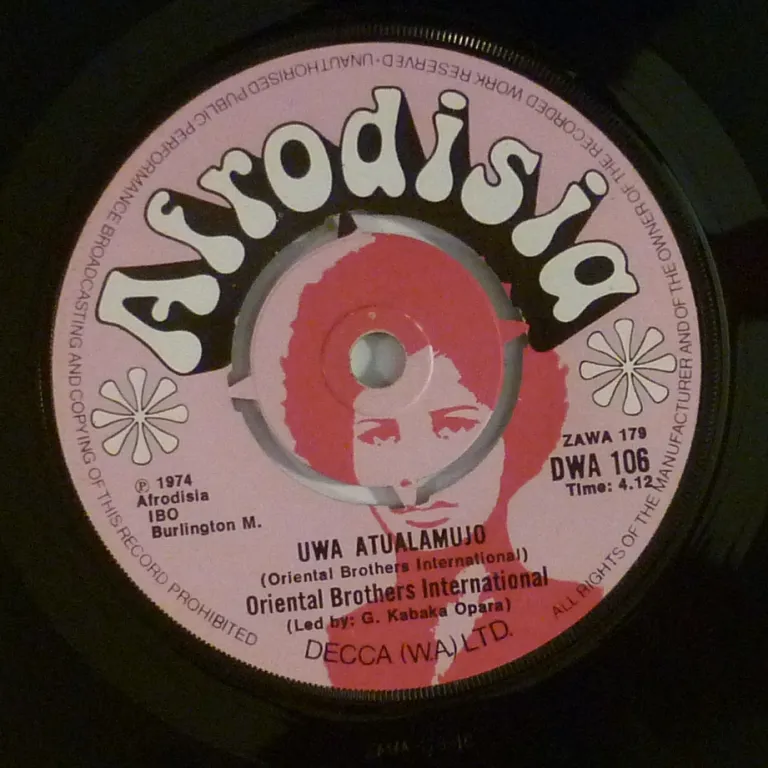 Afrodisia
UNAUTHORISED PUBLIC PERFORMANCE BROADCASTING AND COPYING OF THIS RECORD PROHIBITED
ALL RIGHTS OF THE MANUFACTURER AND OF THE OWNER OF THE RECORDED WORK RESERVED ·
ZAWA 179
DWA 106
Time: 4.12
℗ 1974
Afrodisia
IBO
Burlington M.
UWA ATUALAMUJO
(Oriental Brothers International)
Oriental Brothers International
(Led by: G. Kabaka Opara)
DECCA (W.A) LTD.